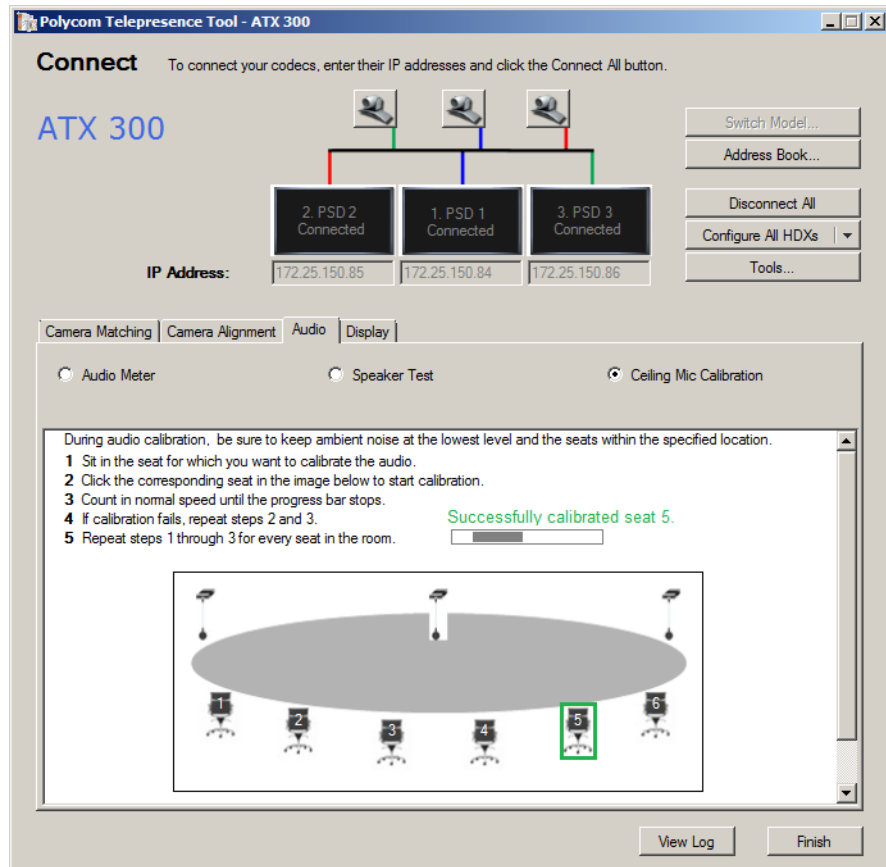 Polycom Telepresence Tool - ATX 300
Connect To connect your codecs, enter their IP addresses and click the Connect All button.
ATX 300
Switch Model...
Address Book...
2. PSD 2
Connected
1. PSD 1
Connected
3. PSD 3
Connected
Disconnect All
Configure All HDXs
Tools...
IP Address: 172.25.150.85 172.25.150.84 172.25.150.86
Camera Matching Camera Alignment Audio Display
Audio Meter Speaker Test Ceiling Mic Calibration
During audio calibration, be sure to keep ambient noise at the lowest level and the seats within the specified location.
1 Sit in the seat for which you want to calibrate the audio.
2 Click the corresponding seat in the image below to start calibration.
3 Count in normal speed until the progress bar stops.
4 If calibration fails, repeat steps 2 and 3.
Successfully calibrated seat 5.
5 Repeat steps 1 through 3 for every seat in the room.
1 2 3 4 5 6
View Log Finish